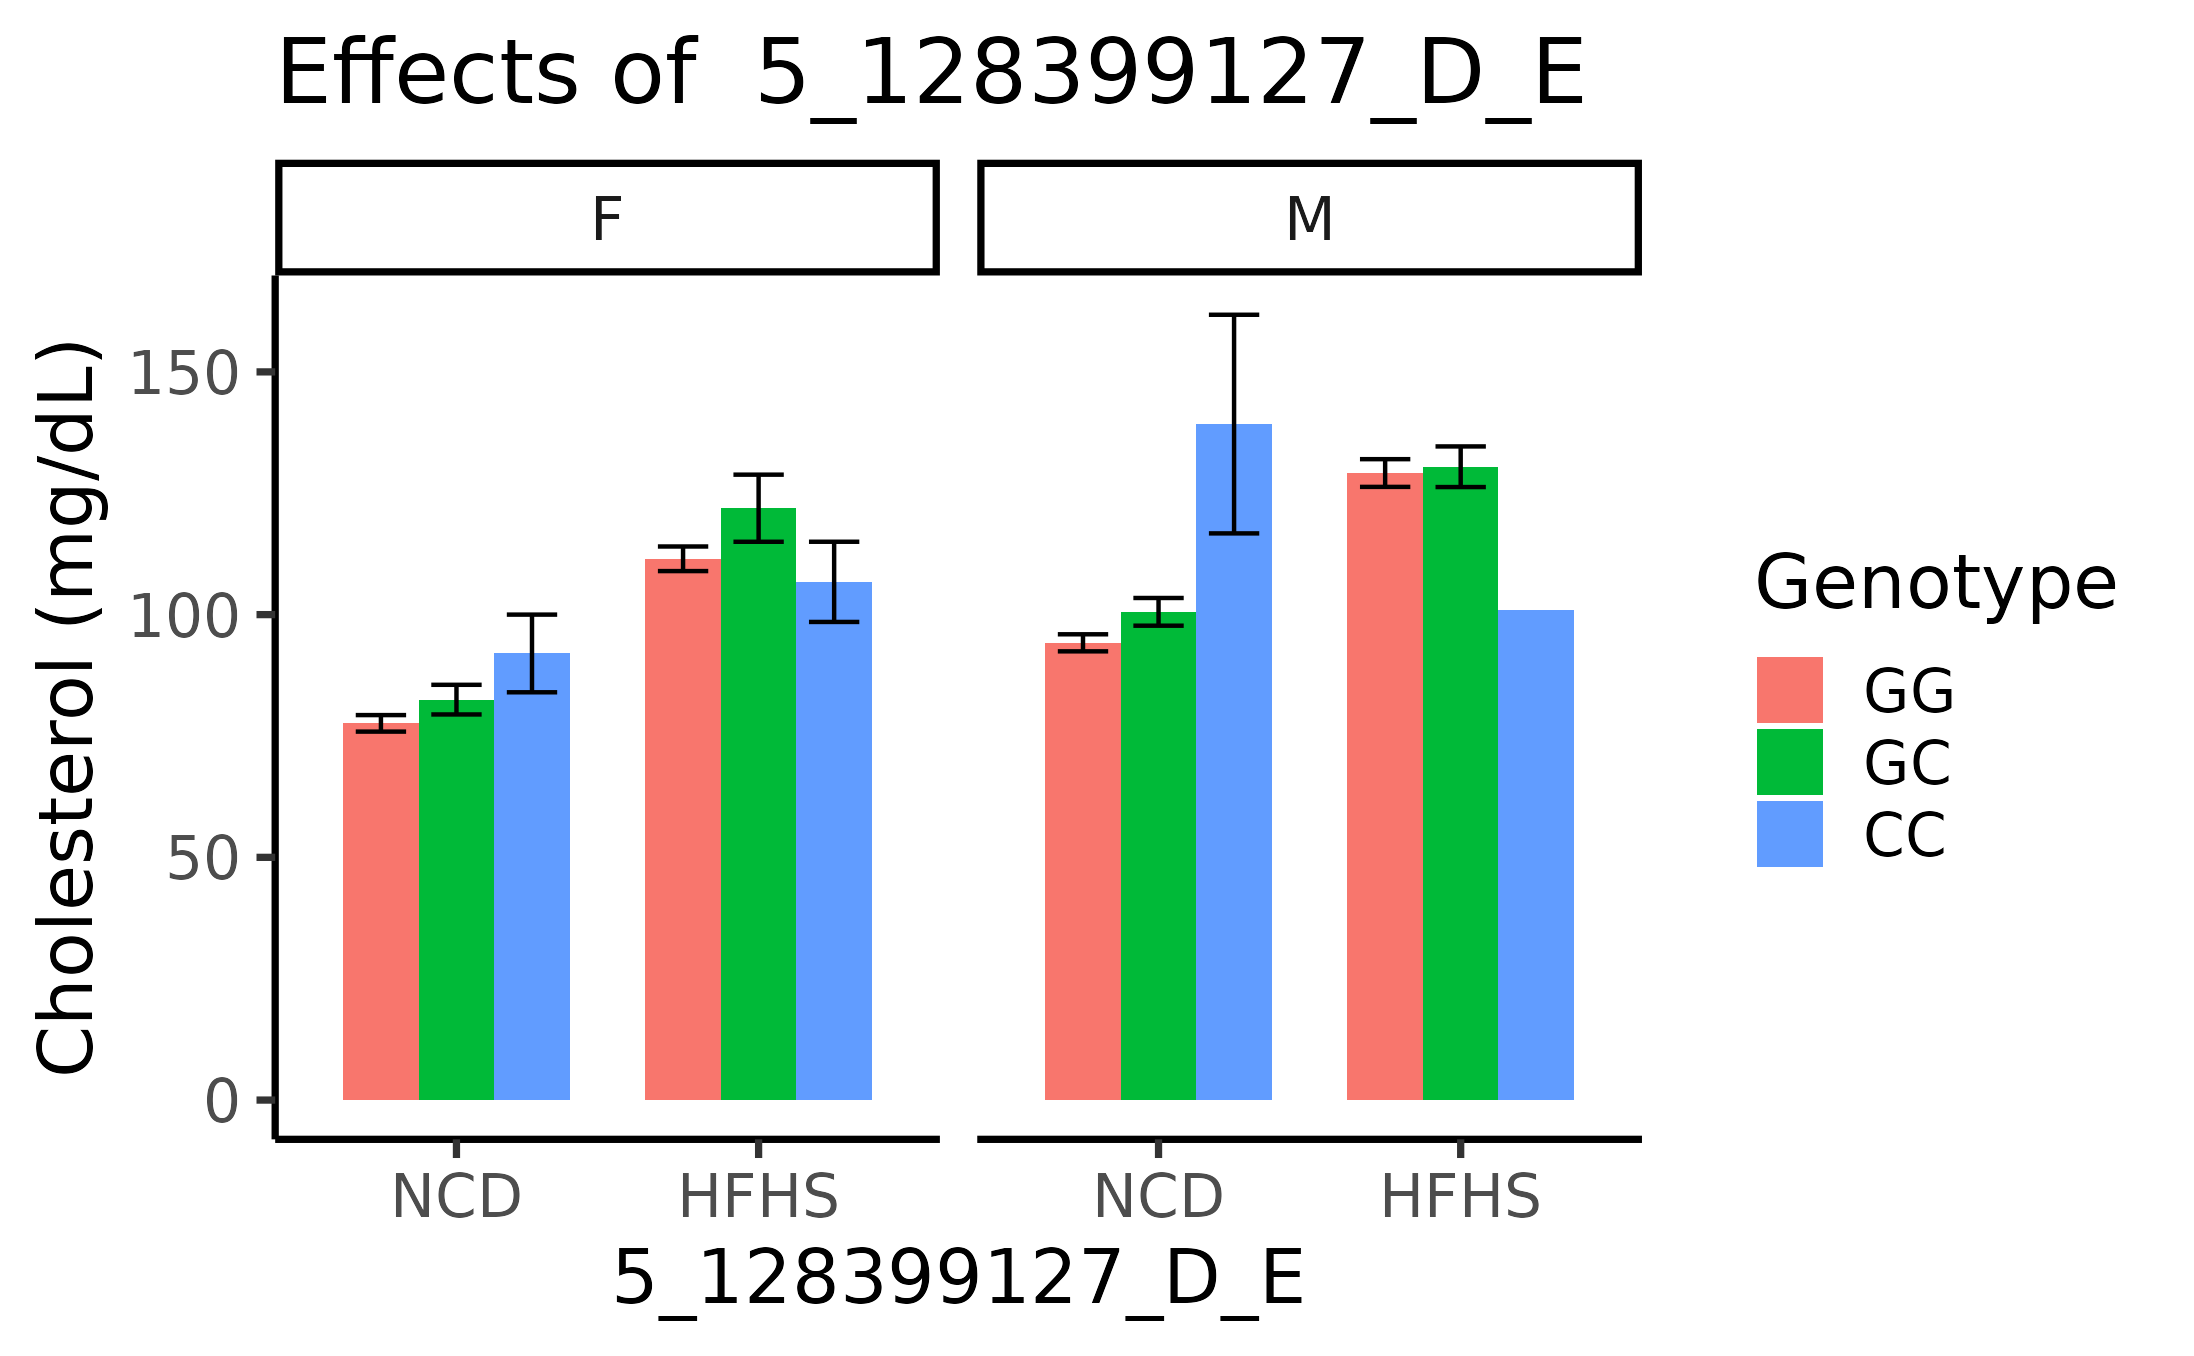 Effects of  5_128399127_D_E
F
M
Cholesterol (mg/dL)
150
100
50
0
NCD
HFHS
NCD
HFHS
5_128399127_D_E
Genotype
GG
GC
CC